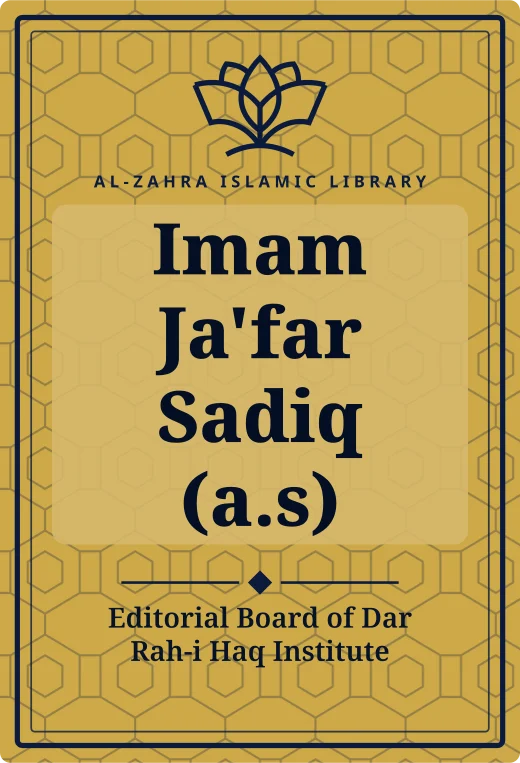 AL-ZAHRA ISLAMIC LIBRARY
Imam
Ja'far
Sadiq
(a.s)
Editorial Board of Dar
Rah-i Haq Institute